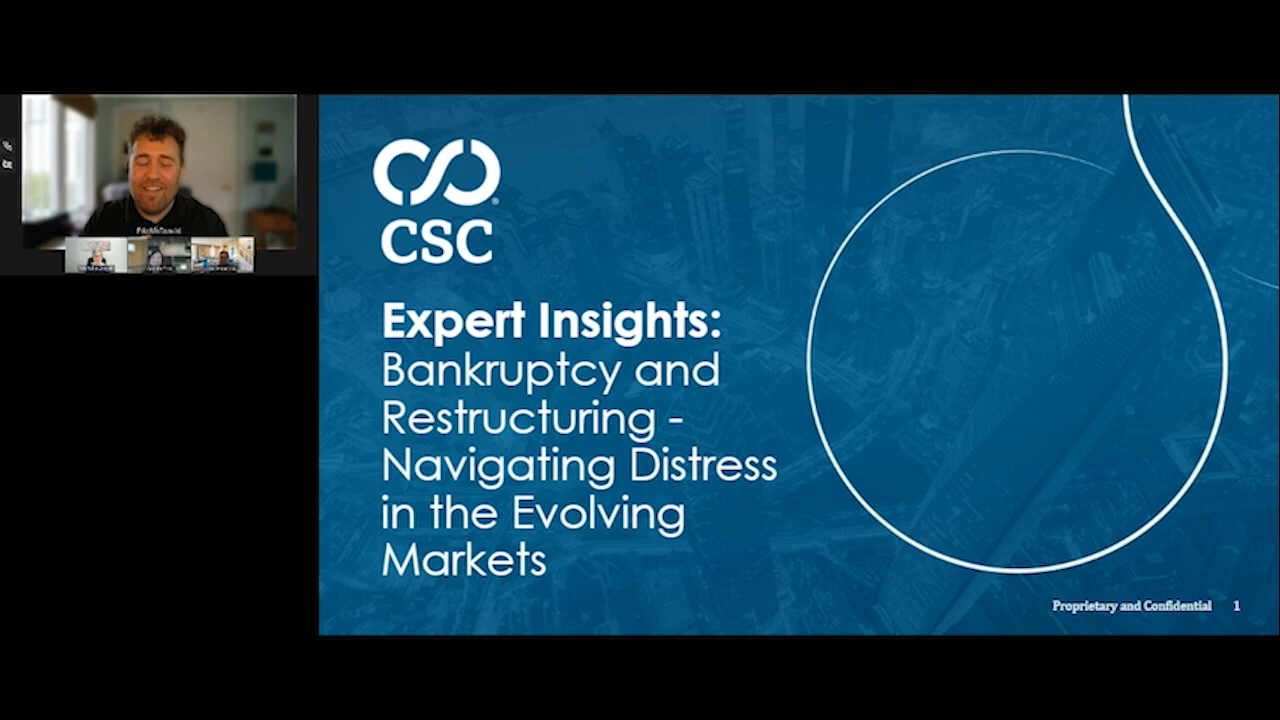 CSC
Expert Insights:
Bankruptcy and
Restructuring -
Navigating Distress
in the Evolving
Markets
Proprietary and Confidential 1